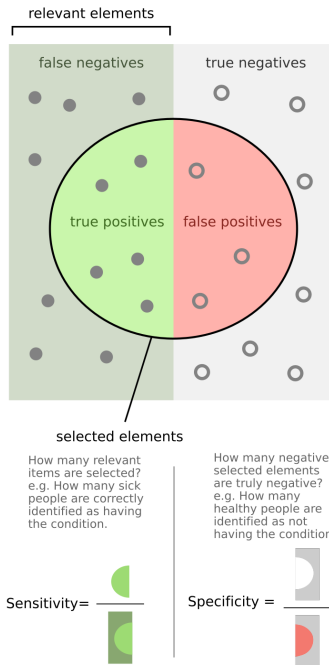 relevant elements
false negatives
true negatives
true positives
false positives
selected elements
How many relevant
items are selected?
e.g. How many sick
people are correctly
identified as having
the condition.
How many negative
selected elements
are truly negative?
e.g. How many
healthy people are
identified as not
having the condition
Sensitivity=
Specificity =